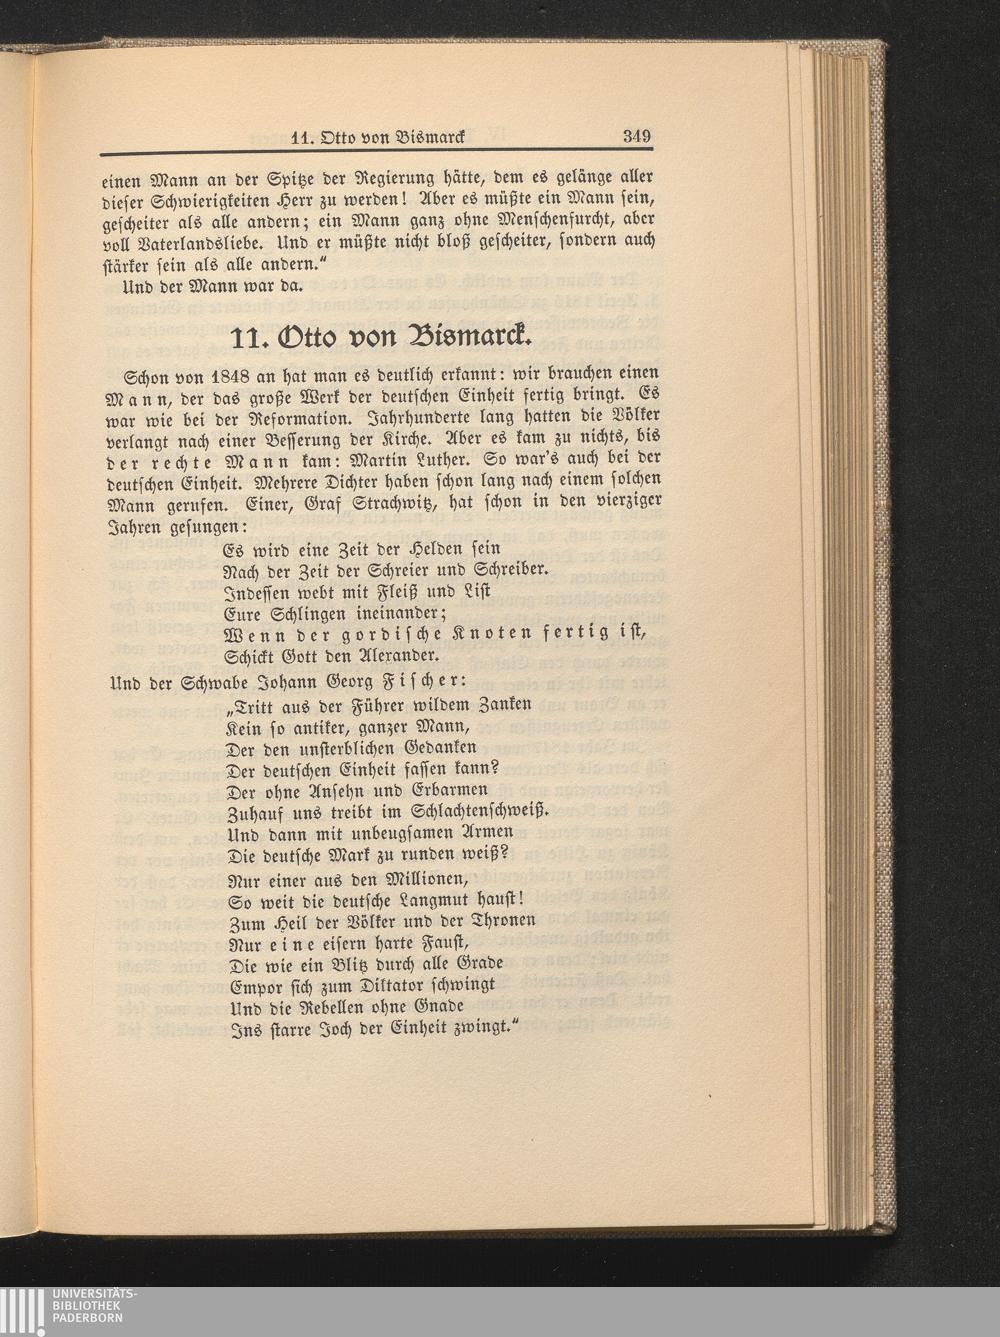 11. Otto von Bismarck 349
einen Mann an der Spitze der Regierung hätte, dem es gelänge aller
dieser Schwierigkeiten Herr zu werden! Aber es müßte ein Mann sein,
gescheiter als alle andern; ein Mann ganz ohne Menschenfurcht, aber
voll Vaterlandsliebe. Und er müßte nicht bloß gescheiter, sondern auch
stärker sein als alle andern.“
Und der Mann war da.
11. Otto von Bismarck.
Schon von 1848 an hat man es deutlich erkannt: wir brauchen einen
Mann, der das große Werk der deutschen Einheit fertig bringt. Es
war wie bei der Reformation. Jahrhunderte lang hatten die Völker
verlangt nach einer Besserung der Kirche. Aber es kam zu nichts, bis
der rechte Mann kam: Martin Luther. So war's auch bei der
deutschen Einheit. Mehrere Dichter haben schon lang nach einem solchen
Mann gerufen. Einer, Graf Strachwitz, hat schon in den vierziger
Jahren gesungen:
Es wird eine Zeit der Helden sein
Nach der Zeit der Schreier und Schreiber.
Indessen webt mit Fleiß und List
Eure Schlingen ineinander;
Wenn der gordische Knoten fertig ist,
Schickt Gott den Alexander.
Und der Schwabe Johann Georg Fischer:
„Tritt aus der Führer wildem Zanken
Kein so antiker, ganzer Mann,
Der den unsterblichen Gedanken
Der deutschen Einheit fassen kann?
Der ohne Ansehn und Erbarmen
Zuhauf uns treibt im Schlachtenschweiß.
Und dann mit unbeugsamen Armen
Die deutsche Mark zu runden weiß?
Nur einer aus den Millionen,
So weit die deutsche Langmut haust!
Zum Heil der Völker und der Thronen
Nur eine eisern harte Faust,
Die wie ein Blitz durch alle Grade
Empor sich zum Diktator schwingt
Und die Rebellen ohne Gnade
Ins starre Joch der Einheit zwingt.“
UNIVERSITÄTS-
BIBLIOTHEK
PADERBORN